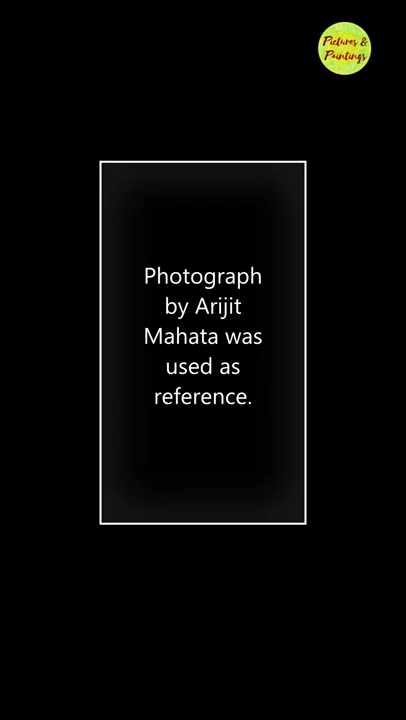 Pictures &
Paintings
Photograph
by Arijit
Mahata was
used as
reference.